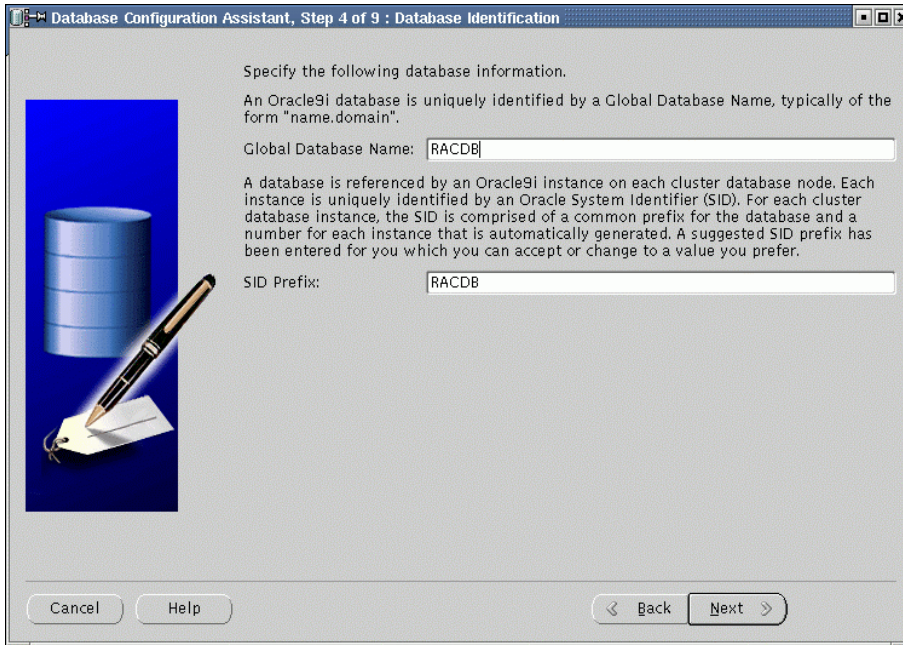 Database Configuration Assistant, Step 4 of 9 : Database Identification
Specify the following database information.
An Oracle9i database is uniquely identified by a Global Database Name, typically of the
form "name.domain".
Global Database Name: RACDB
A database is referenced by an Oracle9i instance on each cluster database node. Each
instance is uniquely identified by an Oracle System Identifier (SID). For each cluster
database instance, the SID is comprised of a common prefix for the database and a
number for each instance that is automatically generated. A suggested SID prefix has
been entered for you which you can accept or change to a value you prefer.
SID Prefix: RACDB
Cancel Help Back Next